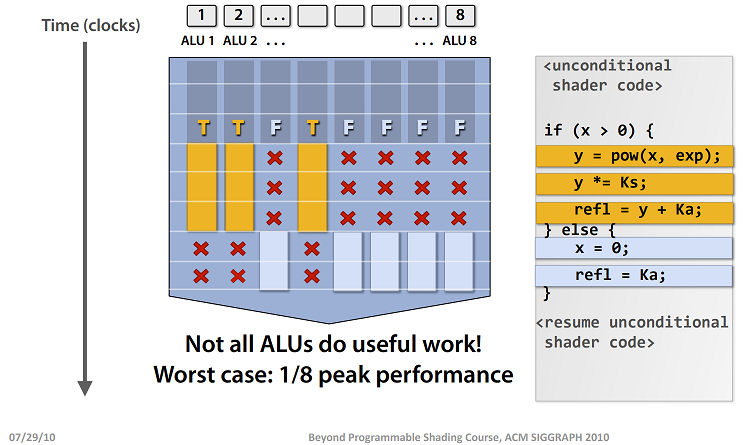 Time (clocks)
1 2 ... 8
ALU 1 ALU 2 ... ... ALU 8
T T F T F F F F
<unconditional
shader code>
if (x > 0) {
y = pow(x, exp);
y *= Ks;
refl = y + Ka;
} else {
x = 0;
refl = Ka;
}
<resume unconditional
shader code>
Not all ALUs do useful work!
Worst case: 1/8 peak performance
07/29/10
Beyond Programmable Shading Course, ACM SIGGRAPH 2010